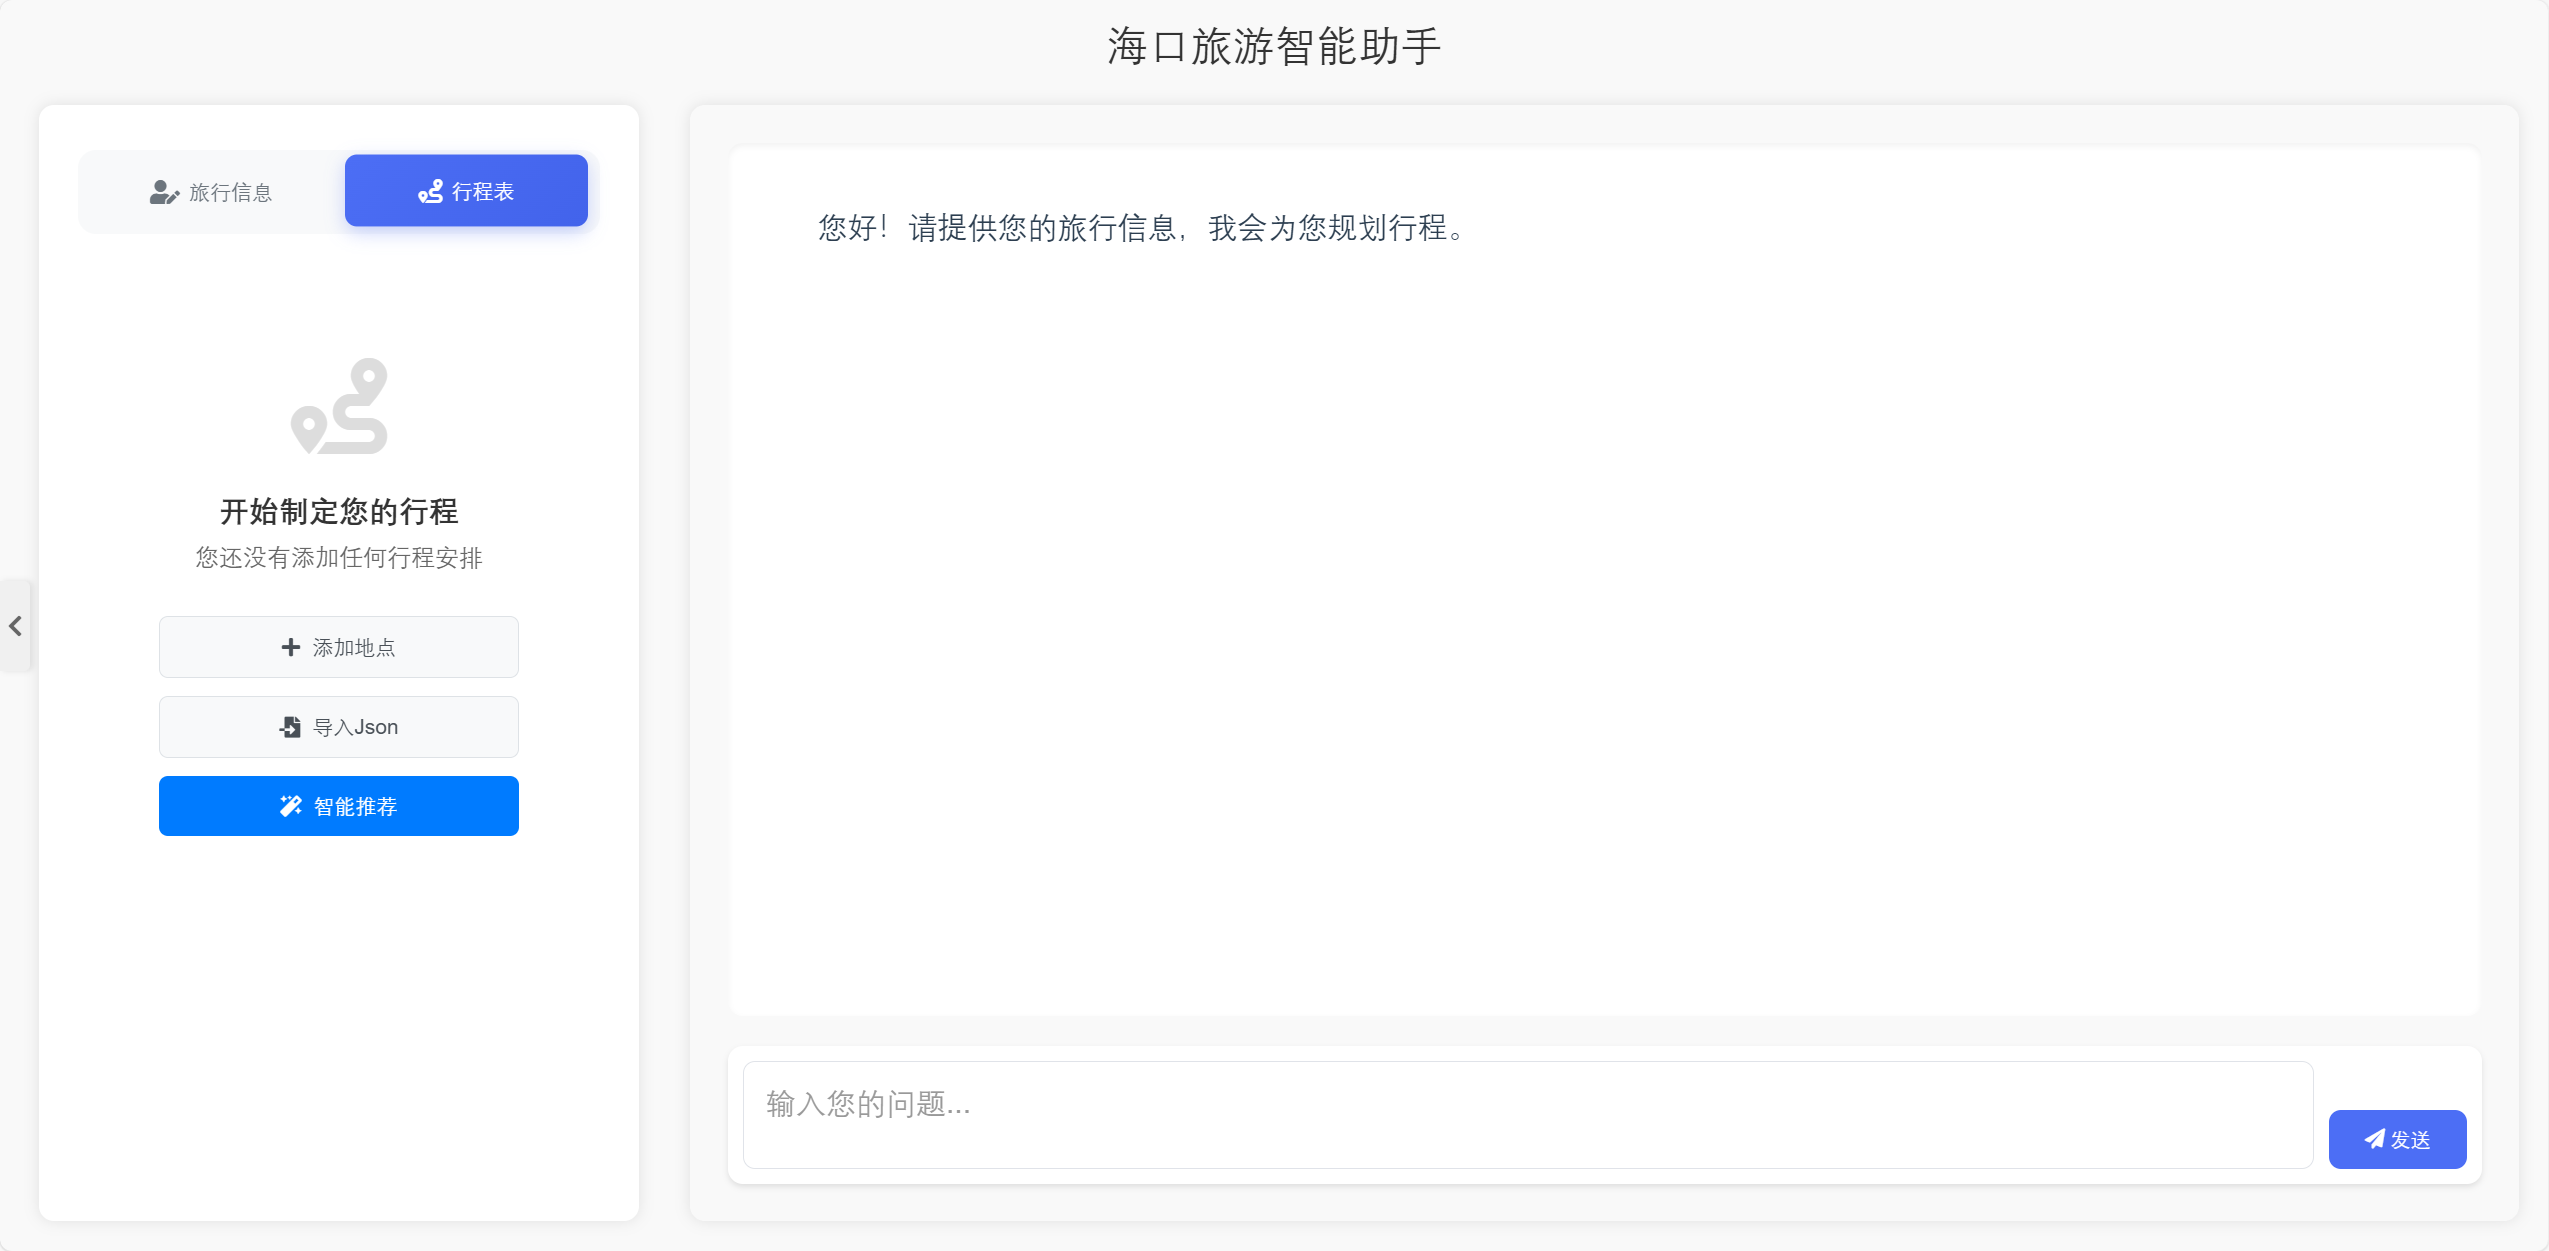 海口旅游智能助手
旅行信息
行程表
开始制定您的行程
您还没有添加任何行程安排
添加地点
导入Json
智能推荐
您好！请提供您的旅行信息，我会为您规划行程。
输入您的问题...
发送